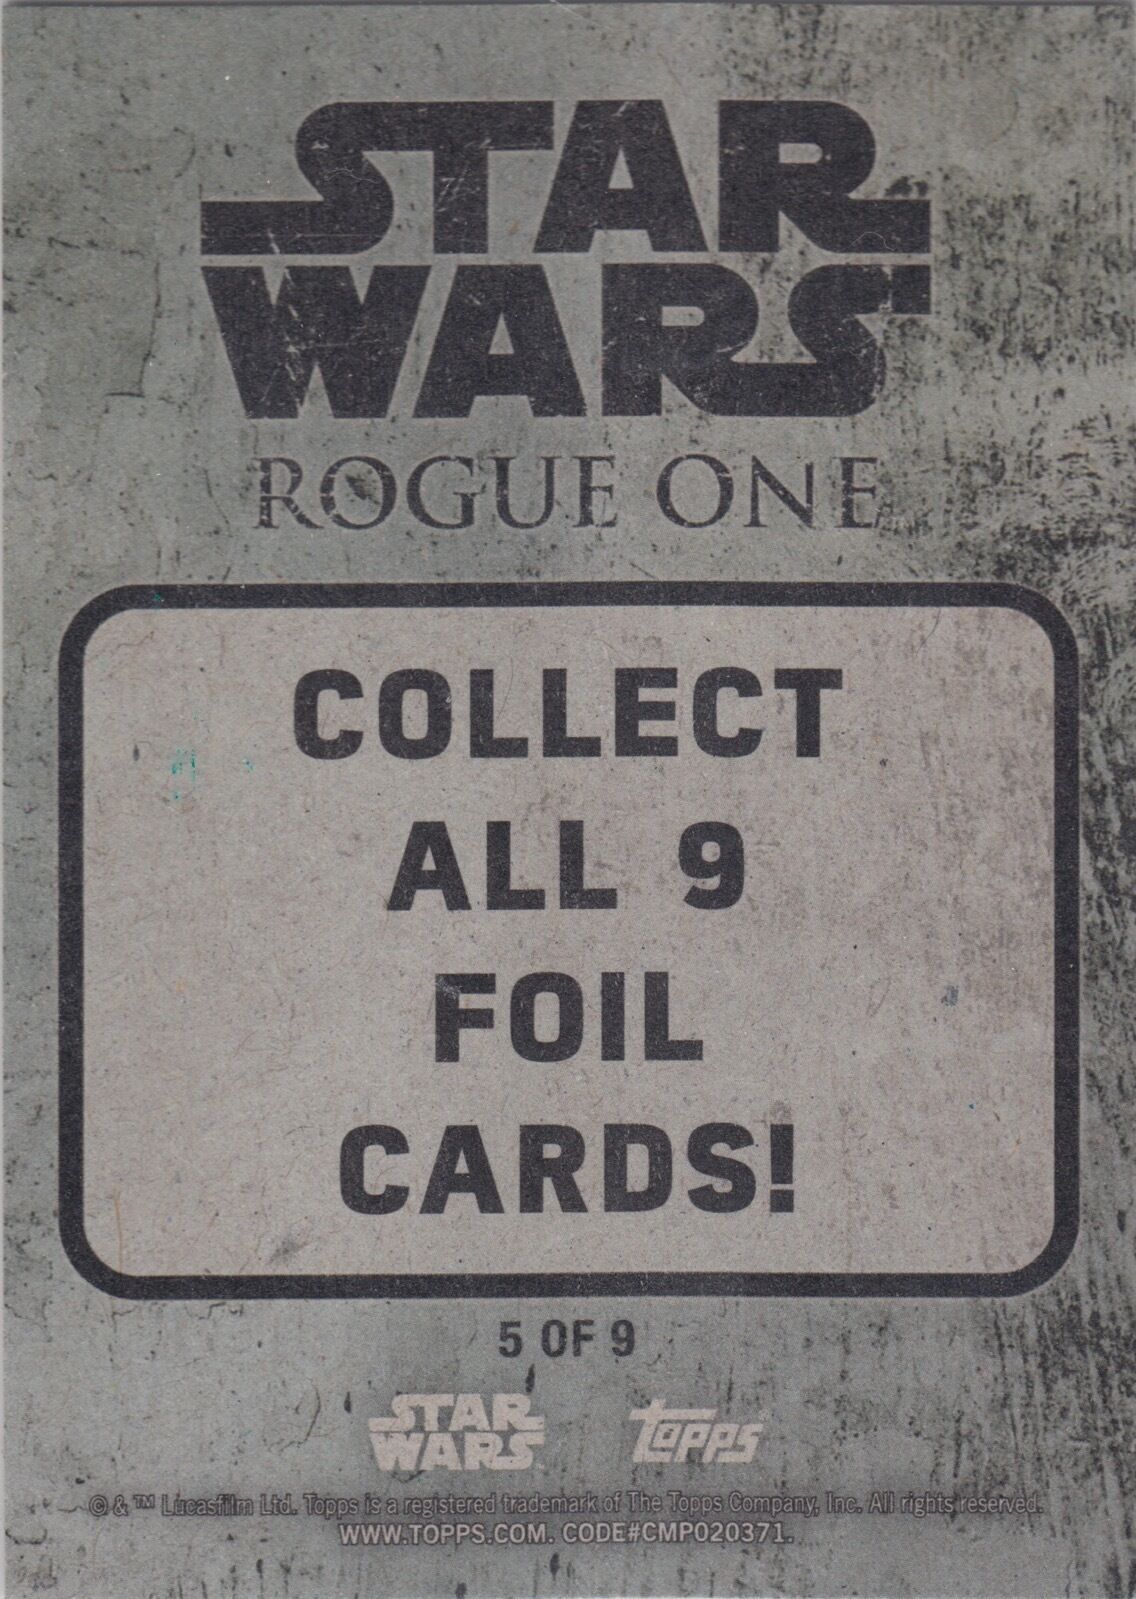 STAR
WARS
ROGUE ONE
COLLECT
ALL 9
FOIL
CARDS!
5 OF 9
STAR
WARS
topps
© & ™ Lucasfilm Ltd. Topps is a registered trademark of The Topps Company, Inc. All rights reserved.
WWW.TOPPS.COM. CODE#CMP020371.